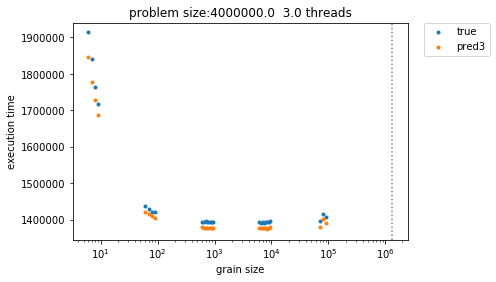 problem size:4000000.0  3.0 threads
true
pred3
execution time
1900000
1800000
1700000
1600000
1500000
1400000
10¹
10²
10³
10⁴
10⁵
10⁶
grain size